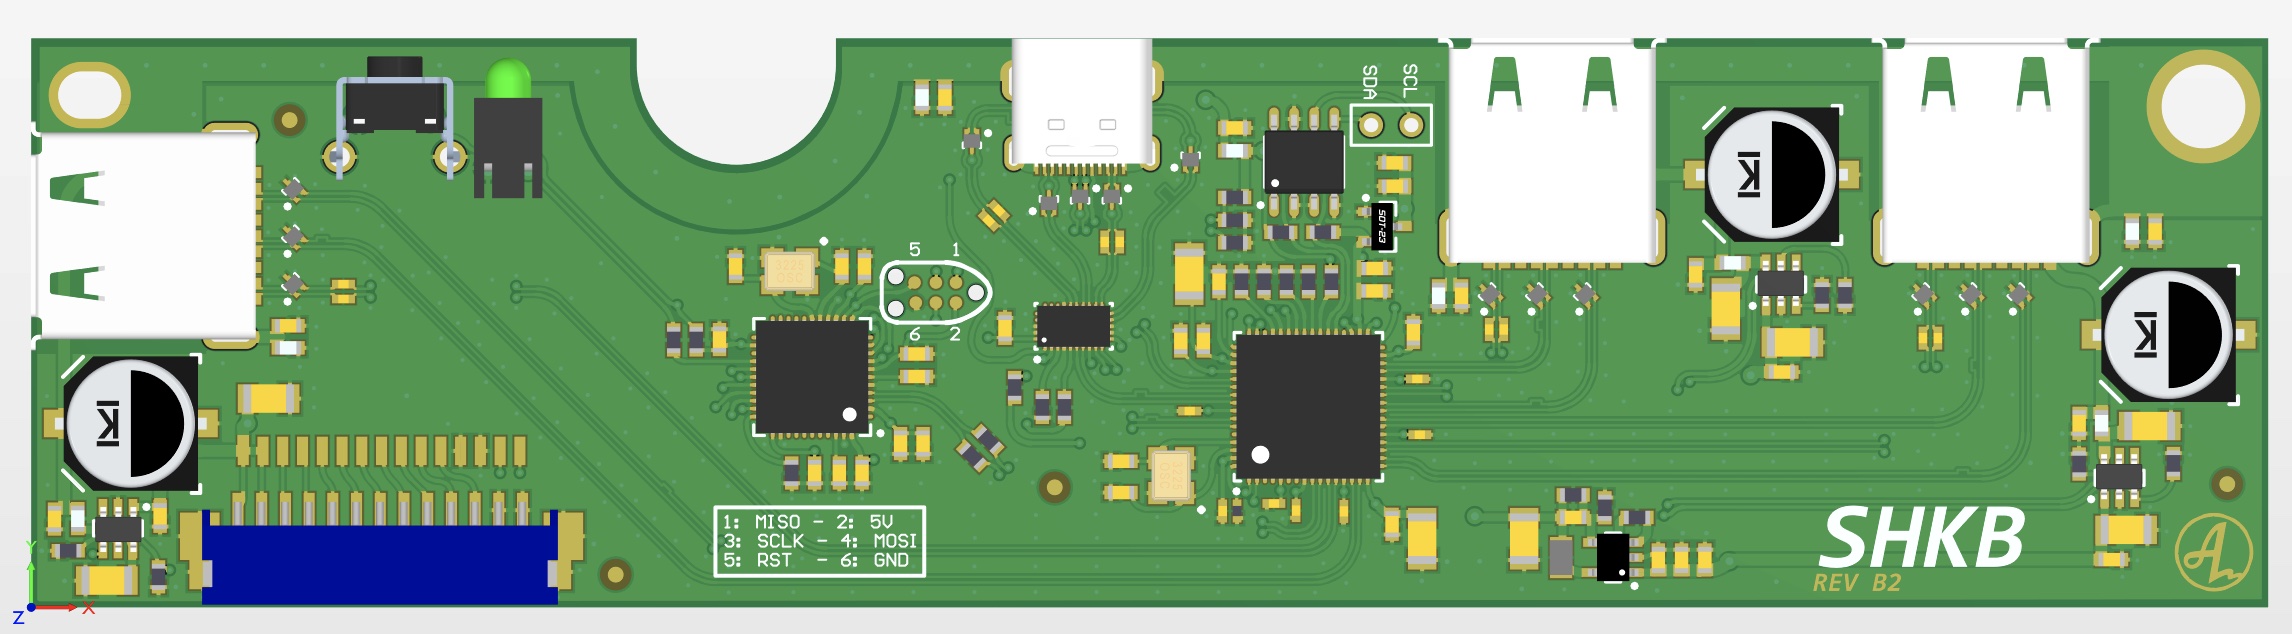 SDA
SCL
SOT-23
5 1
6 2
1: MISO - 2: 5V
3: SCLK - 4: MOSI
5: RST - 6: GND
SHKB
REV B2
Y
Z X